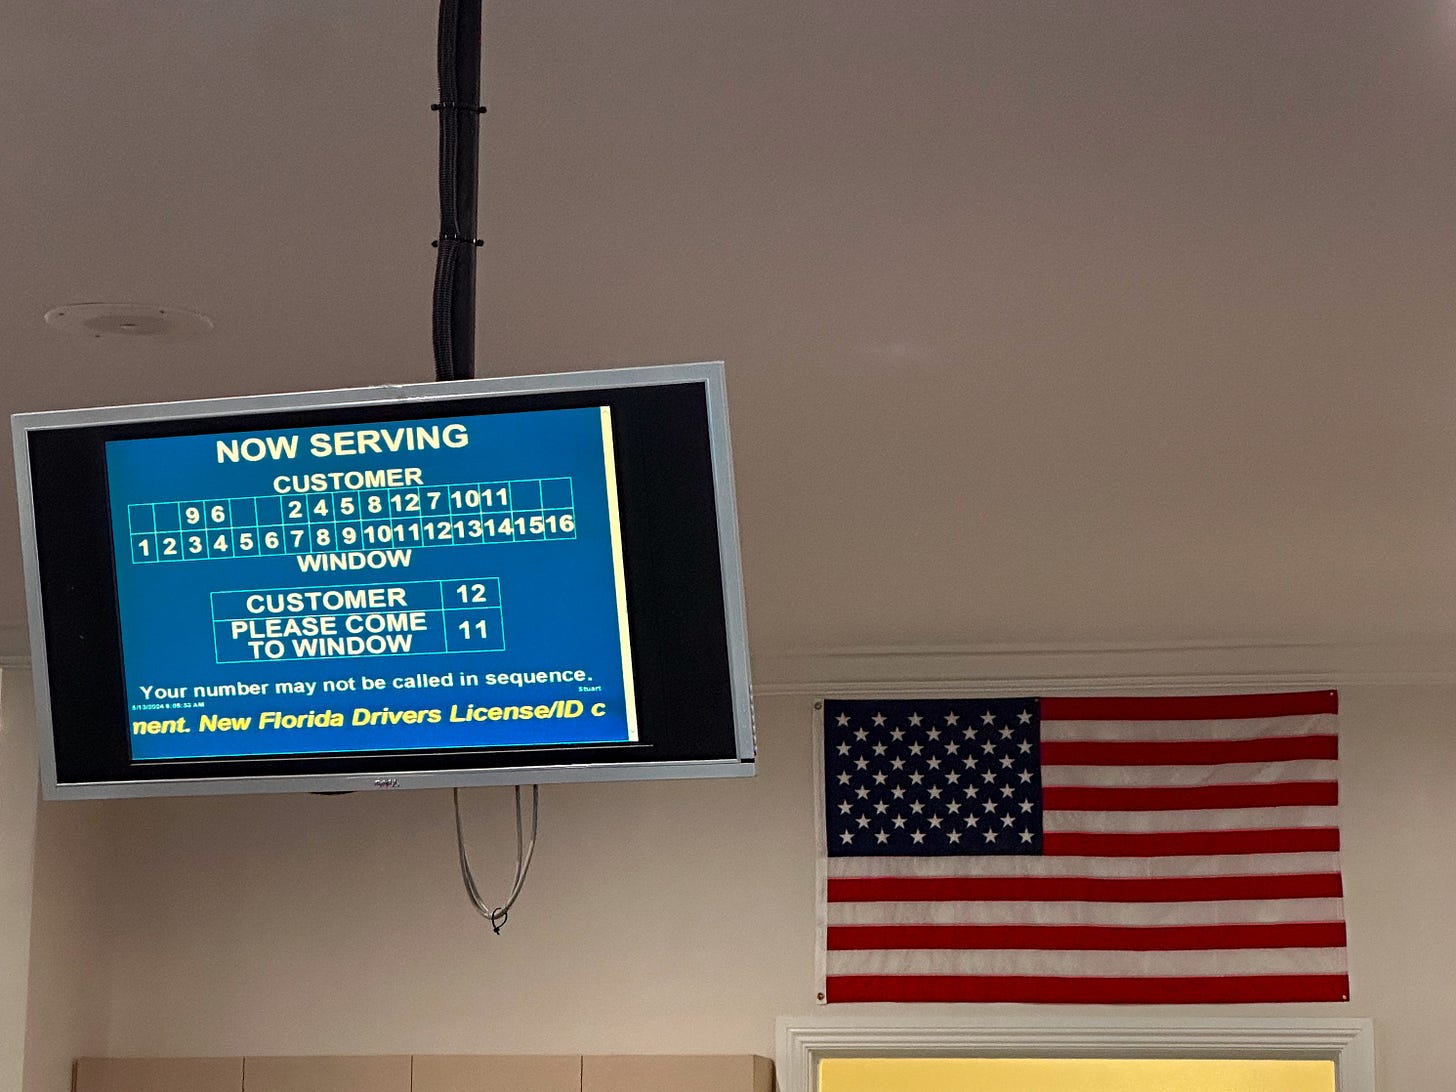 NOW SERVING
CUSTOMER
9 6 2 4 5 8 12 7 10 11
1 2 3 4 5 6 7 8 9 10 11 12 13 14 15 16
WINDOW
CUSTOMER 12
PLEASE COME
TO WINDOW 11
Your number may not be called in sequence.
Stuart
ment. New Florida Drivers License/ID c